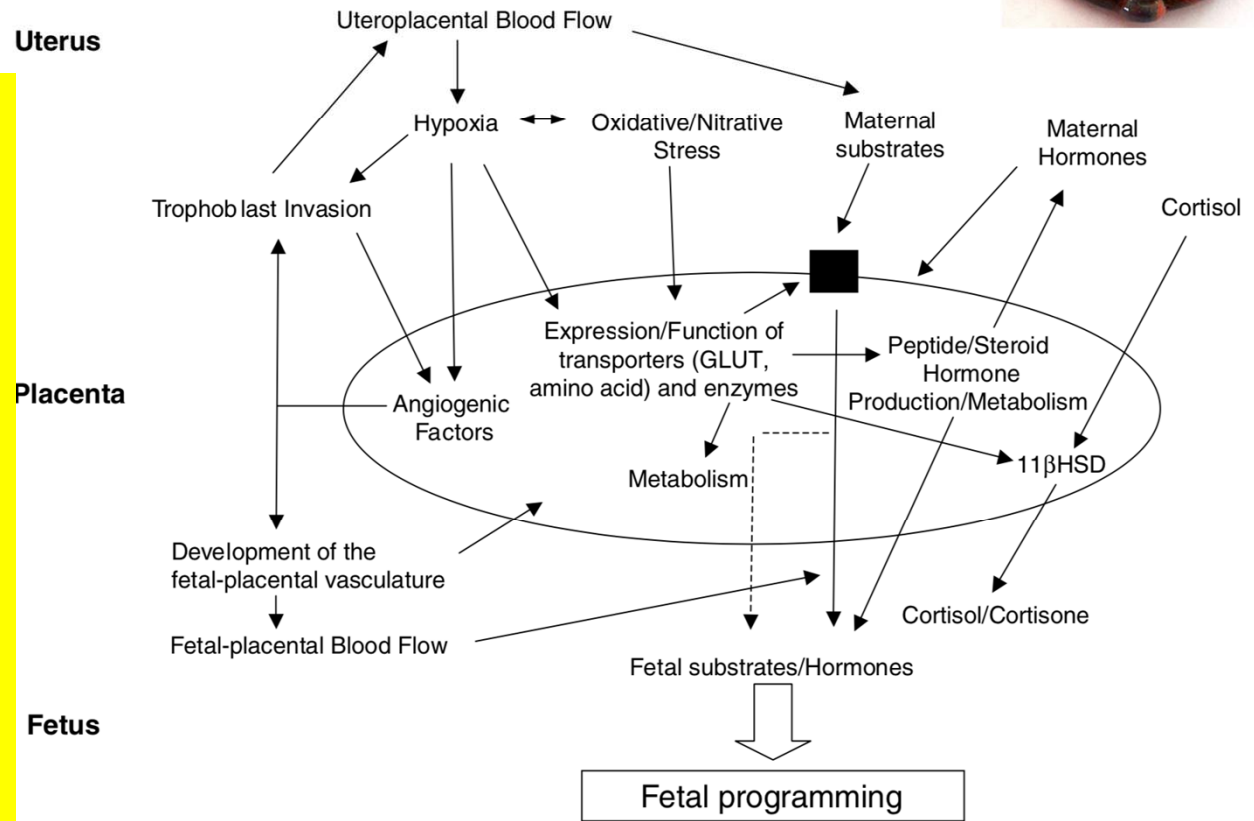 Uteroplacental Blood Flow
Uterus
Hypoxia
Oxidative/Nitrative
Stress
Maternal
substrates
Maternal
Hormones
Trophoblast Invasion
Cortisol
Expression/Function of
transporters (GLUT,
amino acid) and enzymes
Peptide/Steroid
Hormone
Production/Metabolism
Placenta
Angiogenic
Factors
Metabolism
11βHSD
Development of the
fetal-placental vasculature
Cortisol/Cortisone
Fetal-placental Blood Flow
Fetal substrates/Hormones
Fetus
Fetal programming